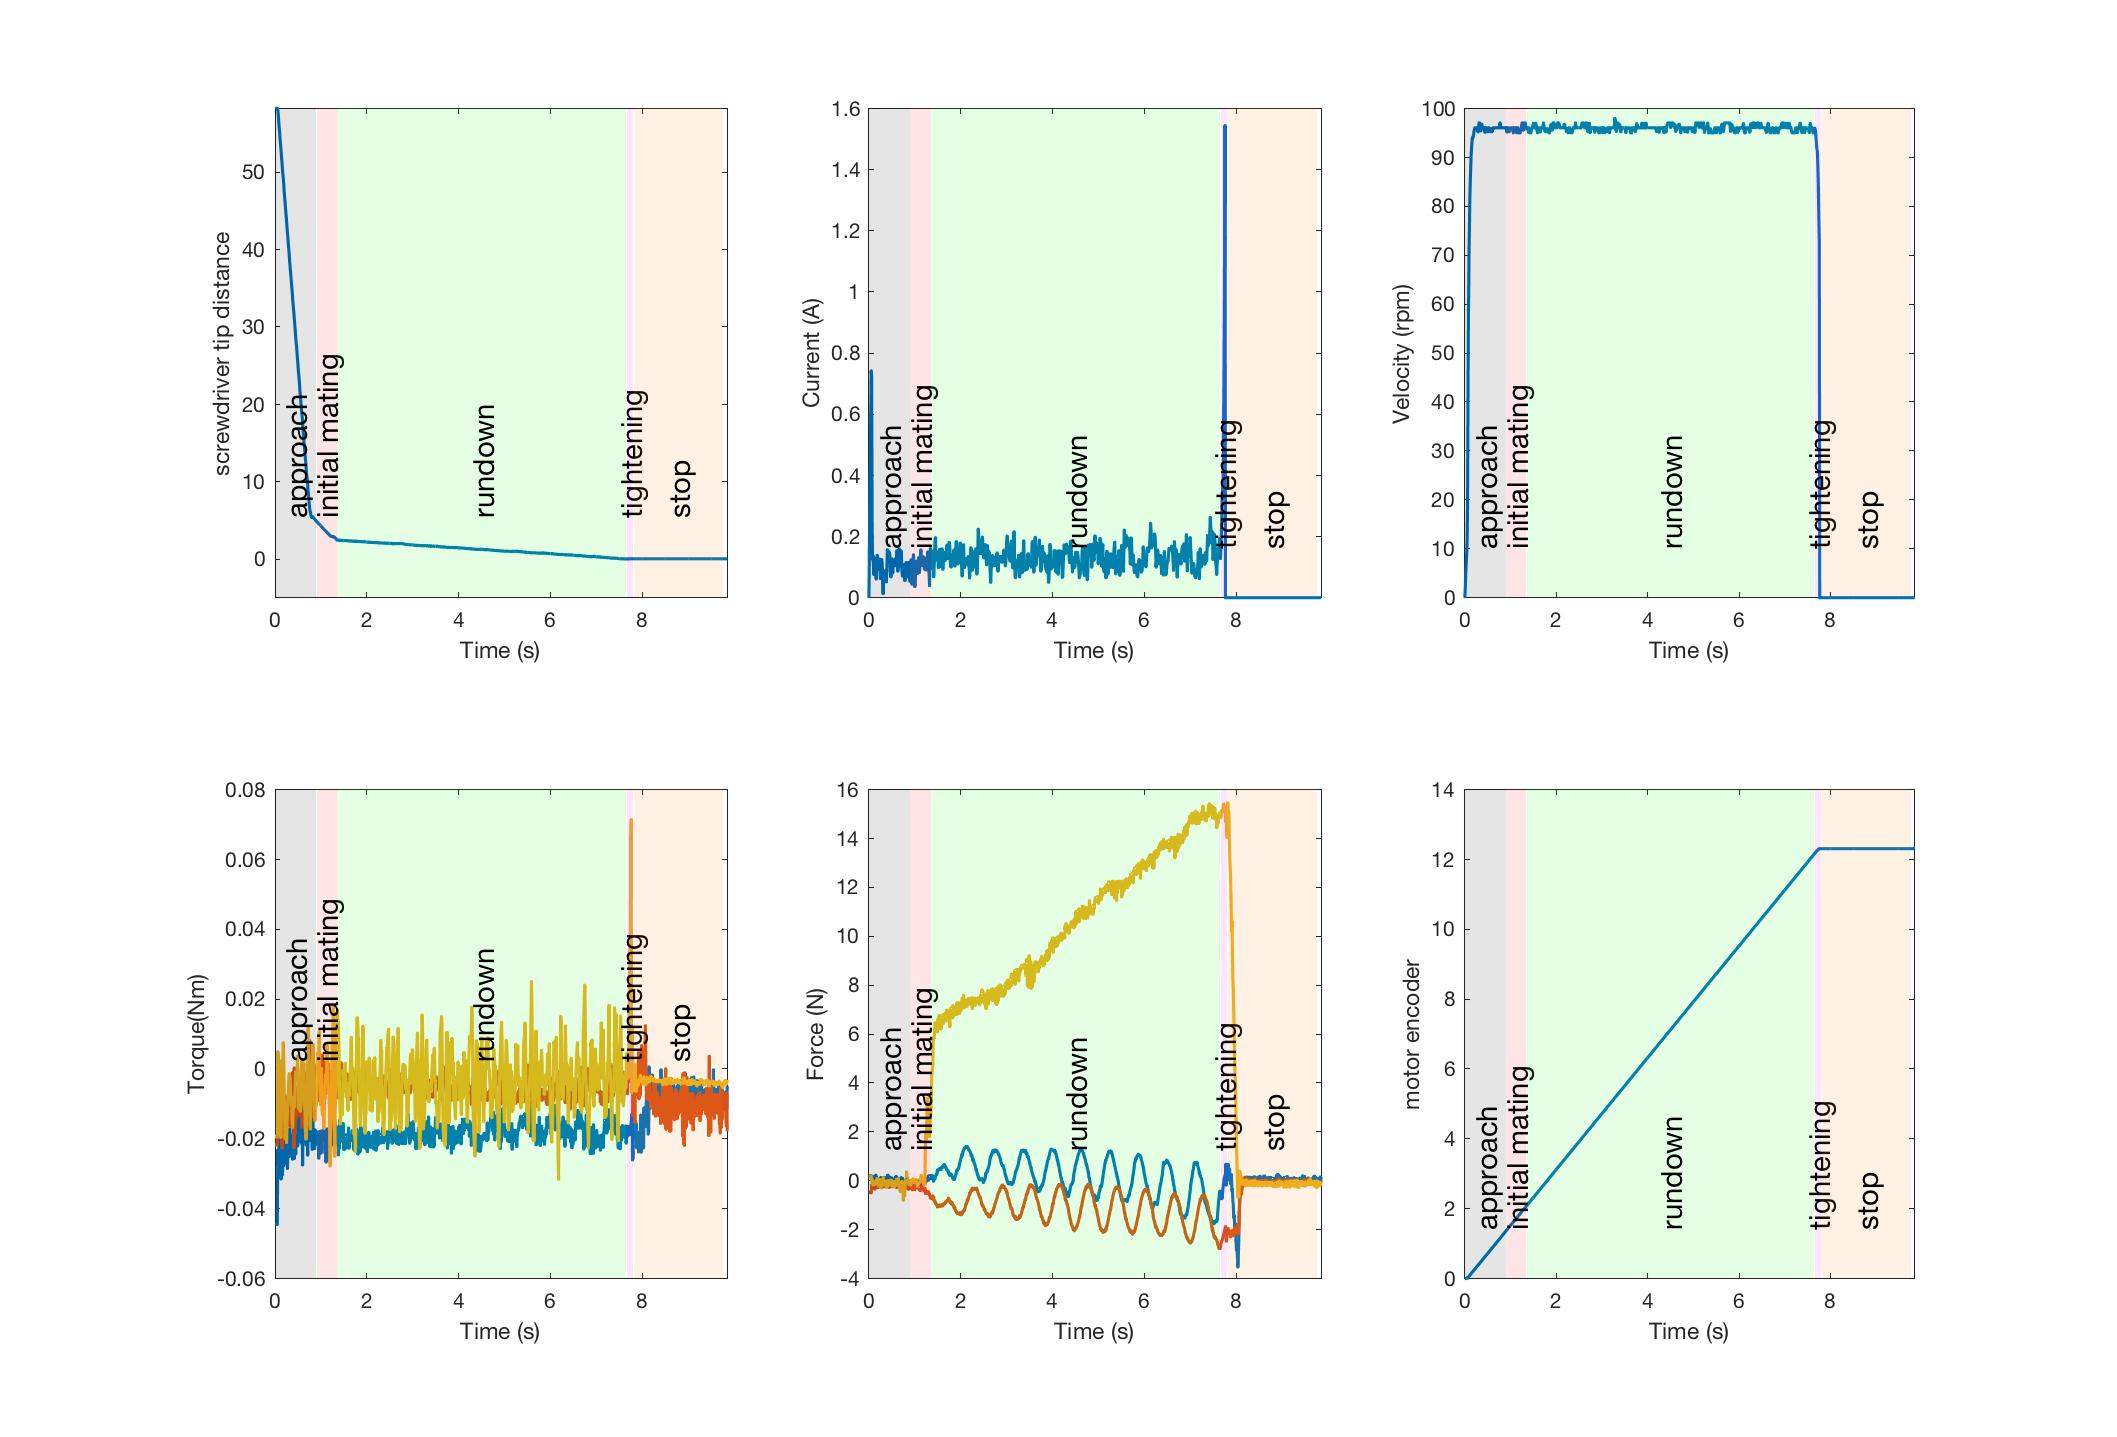 50
40
30
20
10
0
screwdriver tip distance
approach
initial mating
rundown
tightening
stop
0 2 4 6 8
Time (s)
1.6
1.4
1.2
1
0.8
0.6
0.4
0.2
0
Current (A)
approach
initial mating
rundown
tightening
stop
0 2 4 6 8
Time (s)
100
90
80
70
60
50
40
30
20
10
0
Velocity (rpm)
approach
initial mating
rundown
tightening
stop
0 2 4 6 8
Time (s)
0.08
0.06
0.04
0.02
0
-0.02
-0.04
-0.06
Torque(Nm)
approach
initial mating
rundown
tightening
stop
0 2 4 6 8
Time (s)
16
14
12
10
8
6
4
2
0
-2
-4
Force (N)
approach
initial mating
rundown
tightening
stop
0 2 4 6 8
Time (s)
14
12
10
8
6
4
2
0
motor encoder
approach
initial mating
rundown
tightening
stop
0 2 4 6 8
Time (s)